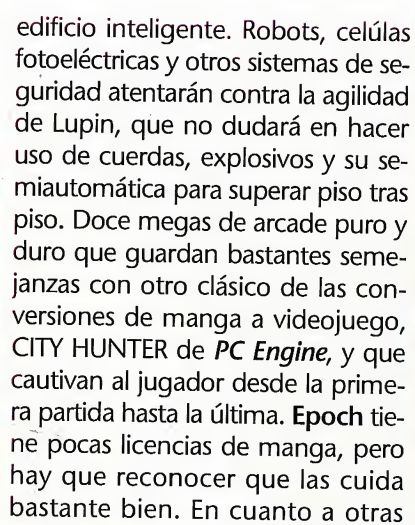 edificio inteligente. Robots, celúlas
fotoeléctricas y otros sistemas de se-
guridad atentarán contra la agilidad
de Lupin, que no dudará en hacer
uso de cuerdas, explosivos y su se-
miautomática para superar piso tras
piso. Doce megas de arcade puro y
duro que guardan bastantes seme-
janzas con otro clásico de las con-
versiones de manga a videojuego,
CITY HUNTER de PC Engine, y que
cautivan al jugador desde la prime-
ra partida hasta la última. Epoch tie-
ne pocas licencias de manga, pero
hay que reconocer que las cuida
bastante bien. En cuanto a otras